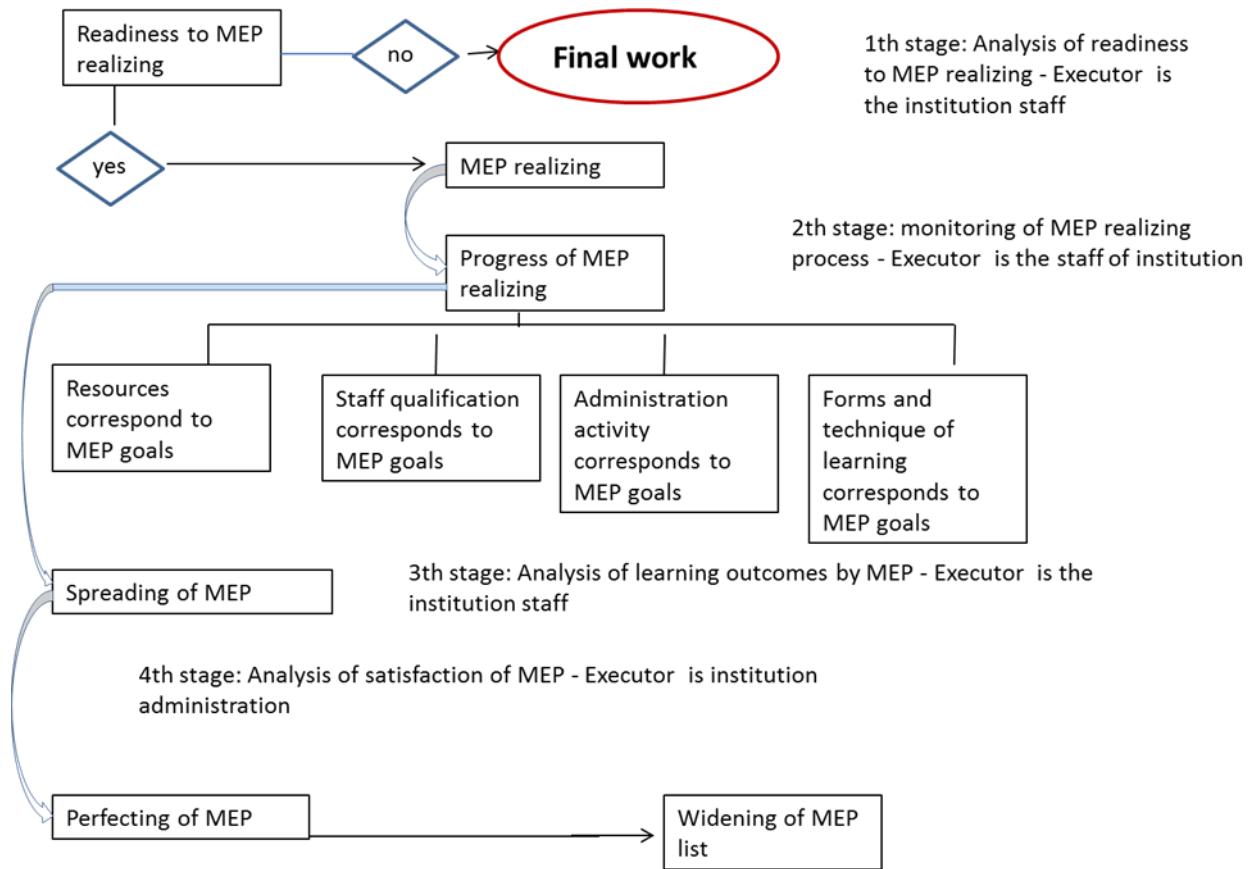 Readiness to MEP
realizing
no
Final work
1th stage: Analysis of readiness
to MEP realizing - Executor is
the institution staff
yes
MEP realizing
2th stage: monitoring of MEP realizing
process - Executor is the staff of institution
Progress of MEP
realizing
Resources
correspond to
MEP goals
Staff qualification
corresponds to
MEP goals
Administration
activity
corresponds to
MEP goals
Forms and
technique of
learning
corresponds to
MEP goals
3th stage: Analysis of learning outcomes by MEP - Executor is the
institution staff
Spreading of MEP
4th stage: Analysis of satisfaction of MEP - Executor is institution
administration
Perfecting of MEP
Widening of MEP
list